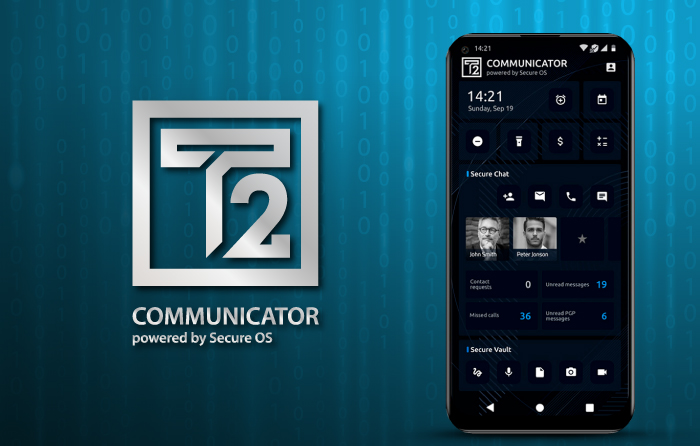 T2
COMMUNICATOR
powered by Secure OS
14:21
T2
COMMUNICATOR
powered by Secure OS
14:21
Sunday, Sep 19
Secure Chat
John Smith
Peter Jonson
Contact
requests
0
Unread messages
19
Missed calls
36
Unread PGP
messages
6
Secure Vault